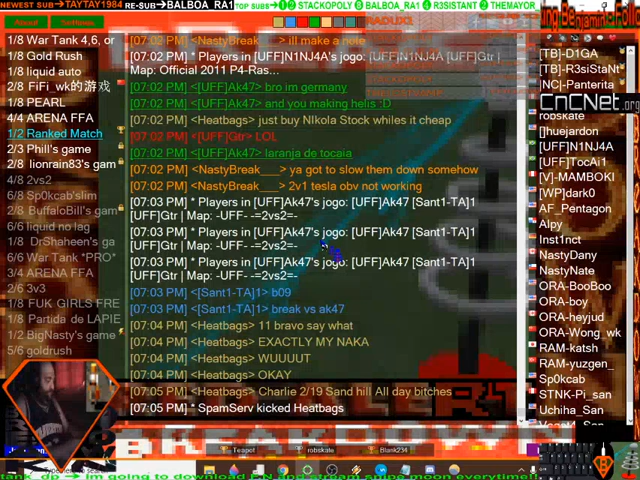 NEWEST SUB→TAYTAY1984 RE-SUB→BALBOA_RA1 TOP SUBS→①② STACKOPLY ⑧ BALBOA_RA1 ④ R3SISTANT ② THEMAYOR
About Settings
1/8 War Tank 4,6, or
1/8 Gold Rush
1/8 liquid auto
2/8 FiFi_wk的游戏
1/8 PEARL
4/4 ARENA FFA
1/2 Ranked Match
2/3 Phill's game
2/8 lionrain83's gam
4/8 2vs2
6/8 Sp0kcab'slim
2/8 BuffaloBill's gam
6/6 liquid no lag
1/8 DrShaheen's ga
6/6 War Tank *PRO*
3/4 ARENA FFA
2/6 3v3
1/8 FUK GIRLS FRE
1/8 Partida de LAPIE
1/2 BigNasty's game
5/6 goldrush
[07:02 PM] <NastyBreak___> ill make a note
[07:02 PM] * Players in [UFF]N1NJ4A's jogo: [UFF]N1NJ4A [UFF]Gtr |
Map: Official 2011 P4-Ras...
[07:02 PM] <[UFF]Ak47> bro im germany
[07:02 PM] <[UFF]Ak47> and you making helis :D
[07:02 PM] <Heatbags> just buy NIkola Stock whiles it cheap
[07:02 PM] <[UFF]Gtr> LOL
[07:02 PM] <[UFF]Ak47> laranja de tocaia
[07:02 PM] <NastyBreak___> ya got to slow them down somehow
[07:02 PM] <NastyBreak___> 2v1 tesla obv not working
[07:03 PM] * Players in [UFF]Ak47's jogo: [UFF]Ak47 [Sant1-TA]1
[UFF]Gtr | Map: -UFF- -=2vs2=-
[07:03 PM] * Players in [UFF]Ak47's jogo: [UFF]Ak47 [Sant1-TA]1
[UFF]Gtr | Map: -UFF- -=2vs2=-
[07:03 PM] * Players in [UFF]Ak47's jogo: [UFF]Ak47 [Sant1-TA]1
[UFF]Gtr | Map: -UFF- -=2vs2=-
[07:03 PM] <[Sant1-TA]1> b09
[07:03 PM] <[Sant1-TA]1> break vs ak47
[07:04 PM] <Heatbags> 11 bravo say what
[07:04 PM] <Heatbags> EXACTLY MY NAKA
[07:04 PM] <Heatbags> WUUUUT
[07:04 PM] <Heatbags> OKAY
[07:05 PM] <Heatbags> Charlie 2/19 Sand hill All day bitches
[07:05 PM] * SpamServ kicked Heatbags
[TB]-D1GA
[TB]-R3siStaNt
[NC]-Panterita
CnCNet.org
robskate
[]huejardon
[UFF]N1NJ4A
[UFF]TocAi1
[V]-MAMBOKI
[WP]dark0
AF_Pentagon
Alpy
Inst1nct
NastyDany
NastyNate
ORA-BooBoo
ORA-boy
ORA-heyjud
ORA-Wong_wk
RAM-katsh
RAM-yuzgen_
Sp0kcab
STNK-Pi_san
Uchiha_San
Teapot
robskate
Blank234
tank_dp → im going to download